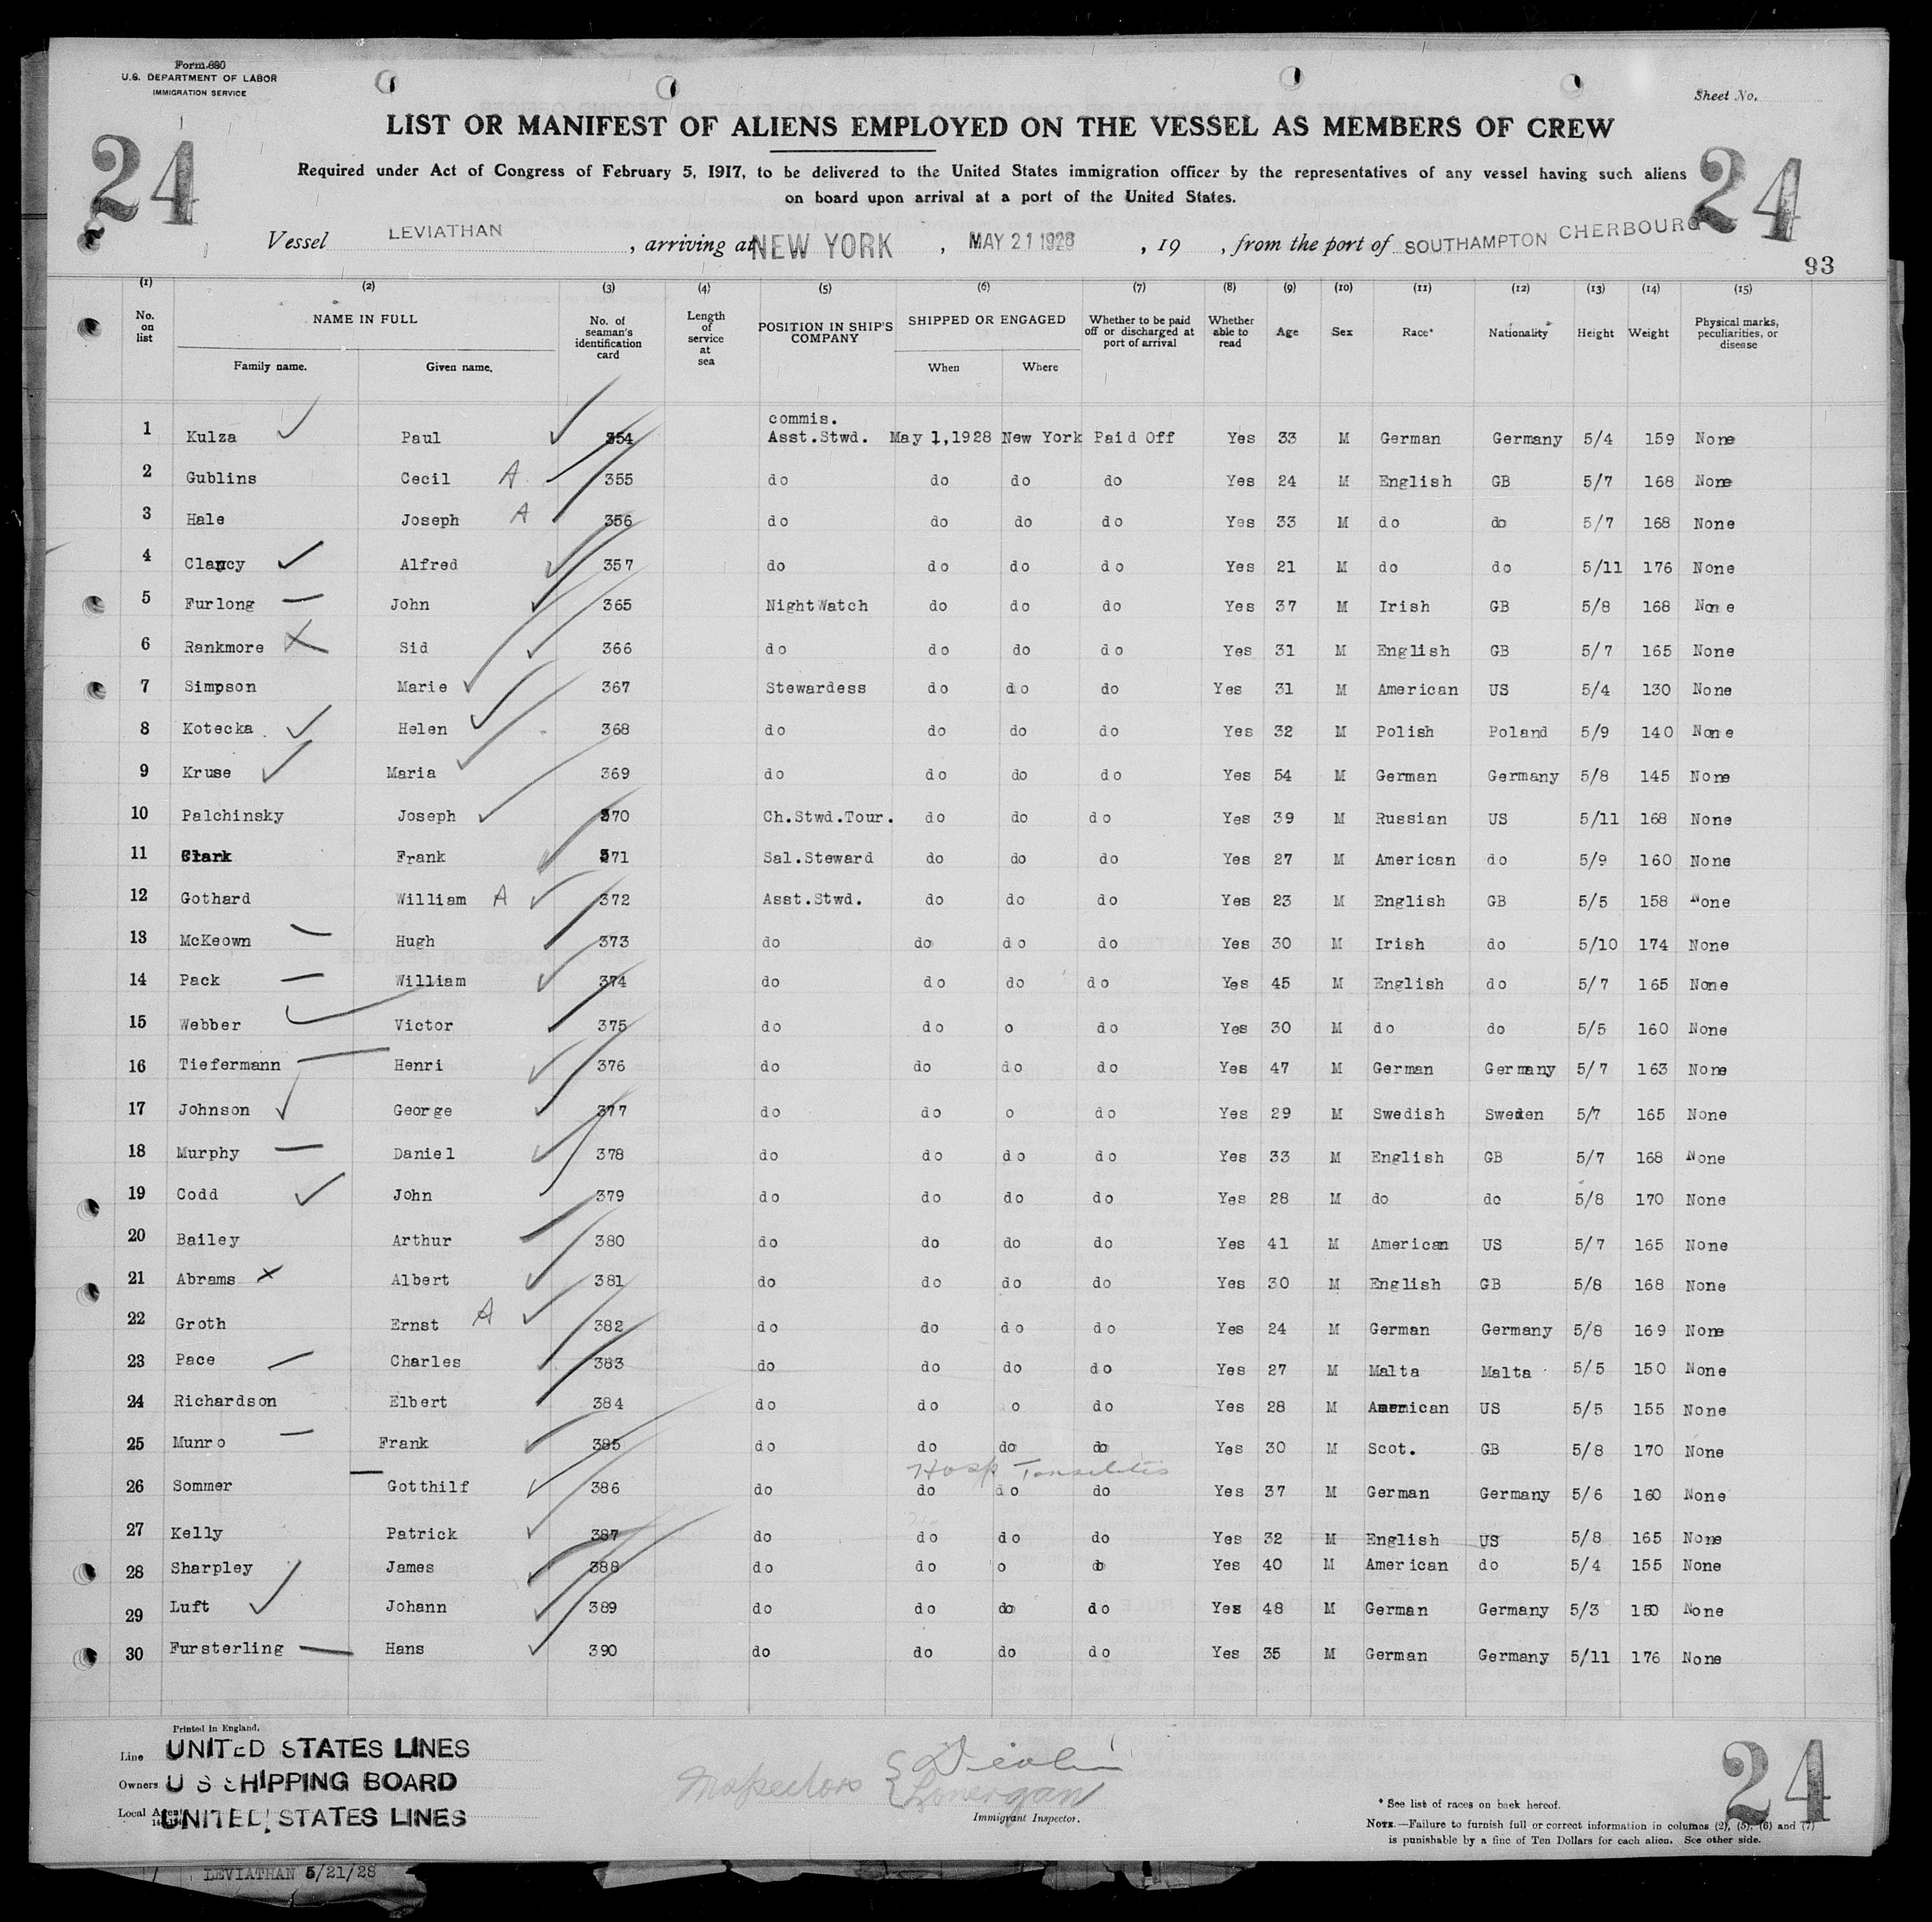 Form 680
U.S. DEPARTMENT OF LABOR
IMMIGRATION SERVICE
Sheet No.
24
24
LIST OR MANIFEST OF ALIENS EMPLOYED ON THE VESSEL AS MEMBERS OF CREW
Required under Act of Congress of February 5, 1917, to be delivered to the United States immigration officer by the representatives of any vessel having such aliens
on board upon arrival at a port of the United States.
Vessel LEVIATHAN , arriving at NEW YORK , MAY 21 1928 , 19 , from the port of SOUTHAMPTON CHERBOURG
93
(1) (2) (3) (4) (5) (6) (7) (8) (9) (10) (11) (12) (13) (14) (15)
No. on list NAME IN FULL Family name. Given name. No. of seaman's identification card Length of service at sea POSITION IN SHIP'S COMPANY SHIPPED OR ENGAGED When Where Whether to be paid off or discharged at port of arrival Whether able to read Age Sex Race* Nationality* Height Weight Physical marks, peculiarities, or disease
commis.
1 Kulza Paul 354 Asst.Stwd. May 1,1928 New York Paid Off Yes 33 M German Germany 5/4 159 None
2 Gublins Cecil A 355 do do do do Yes 24 M English GB 5/7 168 None
3 Hale Joseph A 356 do do do do Yes 33 M do do 5/7 168 None
4 Clancy Alfred 357 do do do do Yes 21 M do do 5/11 176 None
5 Furlong John 365 NightWatch do do do Yes 37 M Irish GB 5/8 168 None
6 Rankmore Sid 366 do do do do Yes 31 M English GB 5/7 165 None
7 Simpson Marie 367 Stewardess do do do Yes 31 M American US 5/4 130 None
8 Kotecka Helen 368 do do do do Yes 32 M Polish Poland 5/9 140 None
9 Kruse Maria 369 do do do do Yes 54 M German Germany 5/8 145 None
10 Palchinsky Joseph 370 Ch.Stwd.Tour. do do do Yes 39 M Russian US 5/11 168 None
11 Clark Frank 371 Sal.Steward do do do Yes 27 M American do 5/9 160 None
12 Gothard William A 372 Asst.Stwd. do do do Yes 23 M English GB 5/5 158 None
13 McKeown Hugh 373 do do do do Yes 30 M Irish do 5/10 174 None
14 Pack William 374 do do do do Yes 45 M English do 5/7 165 None
15 Webber Victor 375 do do o do Yes 30 M do do 5/5 160 None
16 Tiefermann Henri 376 do do do do Yes 47 M German Germany 5/7 163 None
17 Johnson George 377 do do o do Yes 29 M Swedish Sweden 5/7 165 None
18 Murphy Daniel 378 do do do do Yes 33 M English GB 5/7 168 None
19 Codd John 379 do do do do Yes 28 M do do 5/8 170 None
20 Bailey Arthur 380 do do do do Yes 41 M American US 5/7 165 None
21 Abrams Albert 381 do do do do Yes 30 M English GB 5/8 168 None
22 Groth Ernst A 382 do do do do Yes 24 M German Germany 5/8 169 None
23 Pace Charles 383 do do do do Yes 27 M Malta Malta 5/5 150 None
24 Richardson Elbert 384 do do o do Yes 28 M American US 5/5 155 None
25 Munro Frank 385 do do do do Yes 30 M Scot. GB 5/8 170 None
Hosp Tonsilitis
26 Sommer Gotthilf 386 do do do do Yes 37 M German Germany 5/6 160 None
27 Kelly Patrick 387 do do do do Yes 32 M English US 5/8 165 None
28 Sharpley James 388 do do o do Yes 40 M American do 5/4 155 None
29 Luft Johann 389 do do do do Yes 48 M German Germany 5/3 150 None
30 Fursterling Hans 390 do do do do Yes 35 M German Germany 5/11 176 None
Printed in England.
Line UNITED STATES LINES
Owners U S SHIPPING BOARD
Local Agent UNITED STATES LINES
Inspectors
Lonergan
Immigrant Inspector.
24
* See list of races on back hereof.
NOTE.—Failure to furnish full or correct information in columns (2), (5), (6) and (7)
is punishable by a fine of Ten Dollars for each alien. See other side.
LEVIATHAN 5/21/28